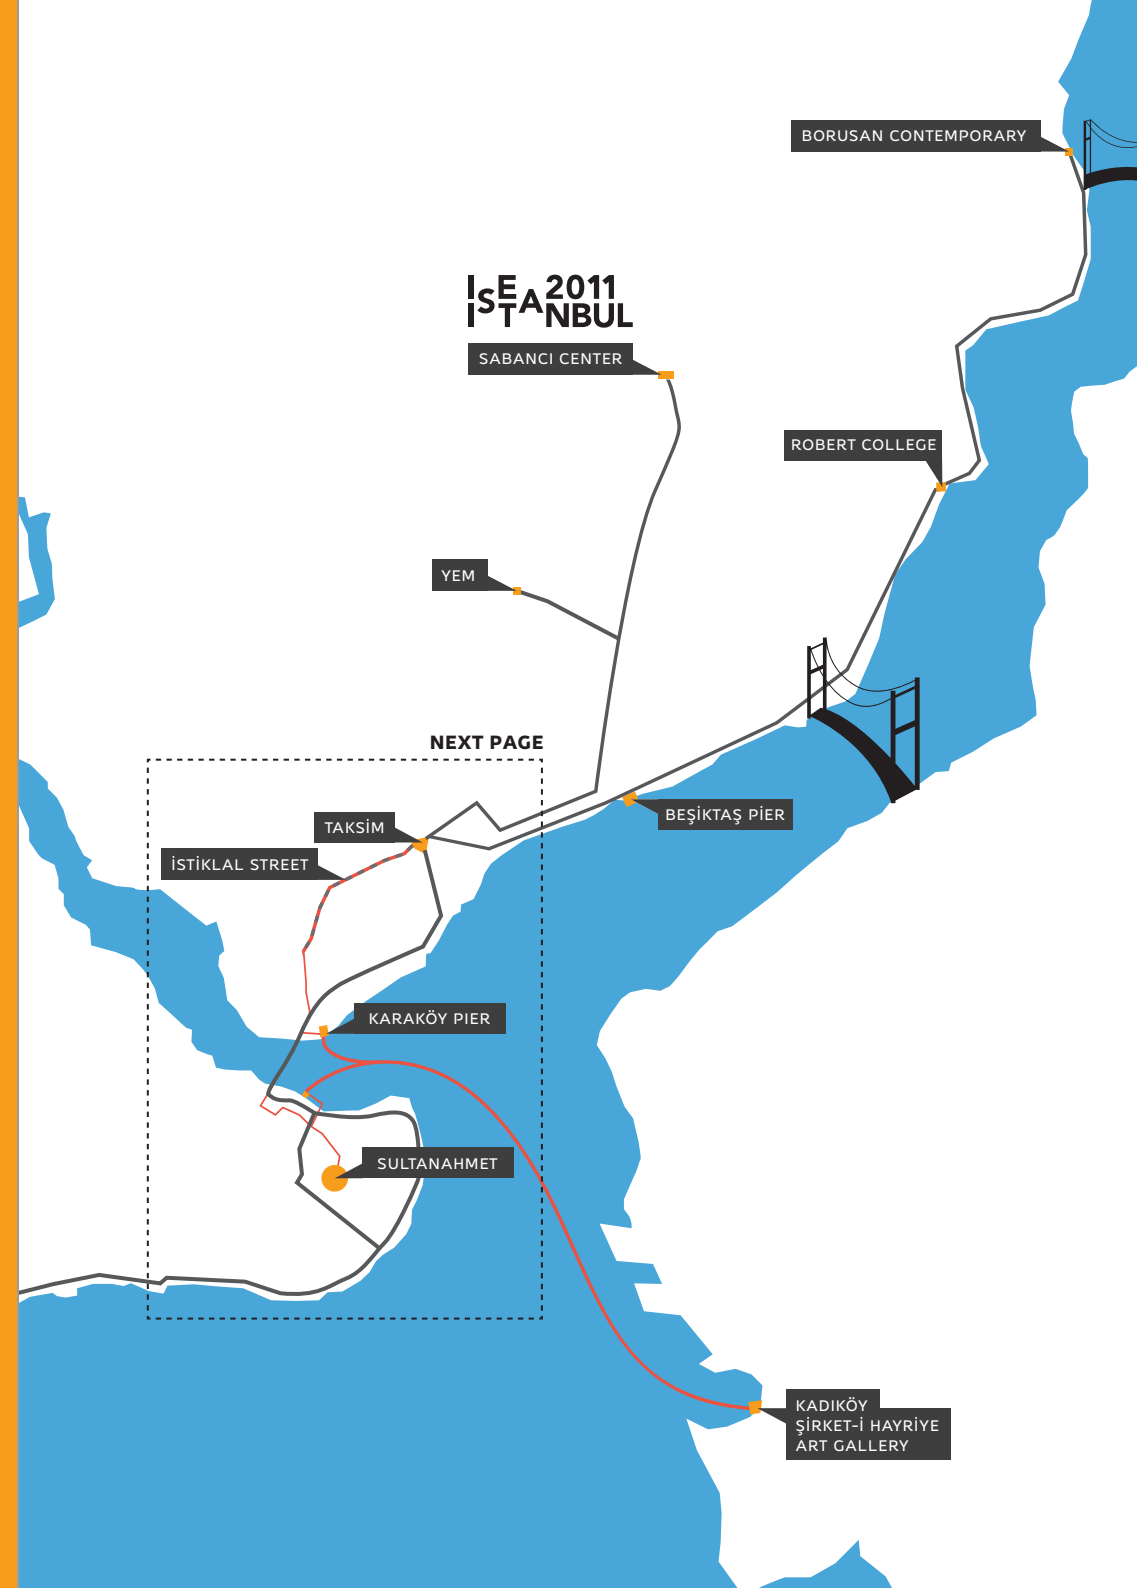 BORUSAN CONTEMPORARY
ISEA2011
ISTANBUL
SABANCI CENTER
ROBERT COLLEGE
YEM
NEXT PAGE
BEŞİKTAŞ PİER
TAKSİM
İSTİKLAL STREET
KARAKÖY PIER
SULTANAHMET
KADIKÖY
ŞİRKET-İ HAYRİYE
ART GALLERY